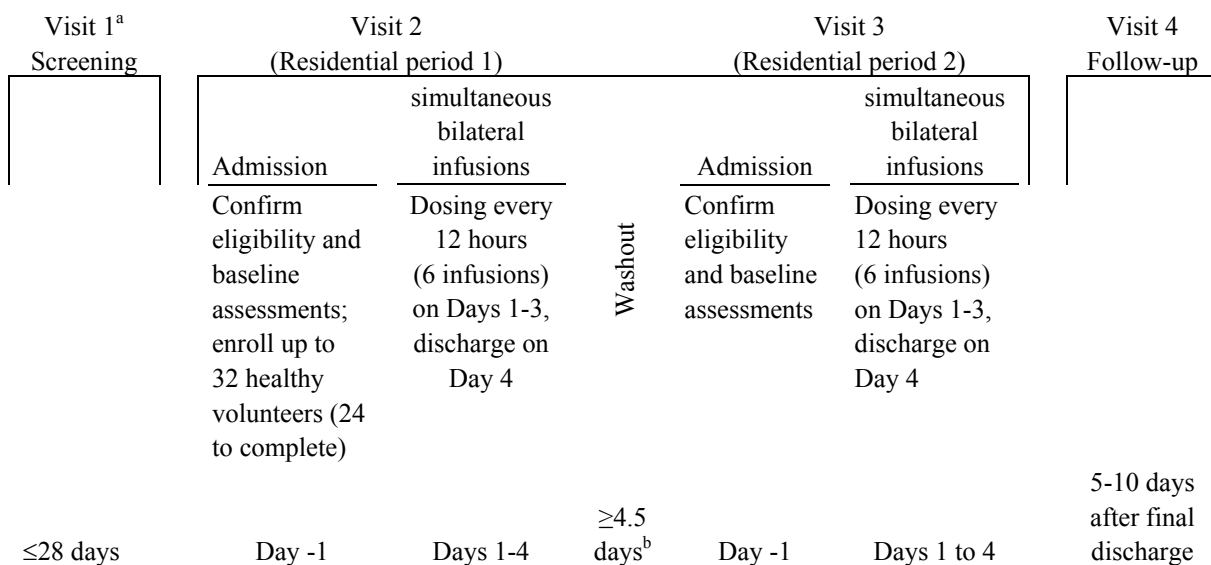 Visit 1a
Screening
Visit 2
(Residential period 1)
Visit 3
(Residential period 2)
Visit 4
Follow-up
Admission
simultaneous
bilateral
infusions
Admission
simultaneous
bilateral
infusions
Confirm
eligibility and
baseline
assessments;
enroll up to
32 healthy
volunteers (24
to complete)
Dosing every
12 hours
(6 infusions)
on Days 1-3,
discharge on
Day 4
Washout
Confirm
eligibility
and baseline
assessments
Dosing every
12 hours
(6 infusions)
on Days 1-3,
discharge on
Day 4
≤28 days
Day -1
Days 1-4
≥4.5
daysb
Day -1
Days 1 to 4
5-10 days
after final
discharge